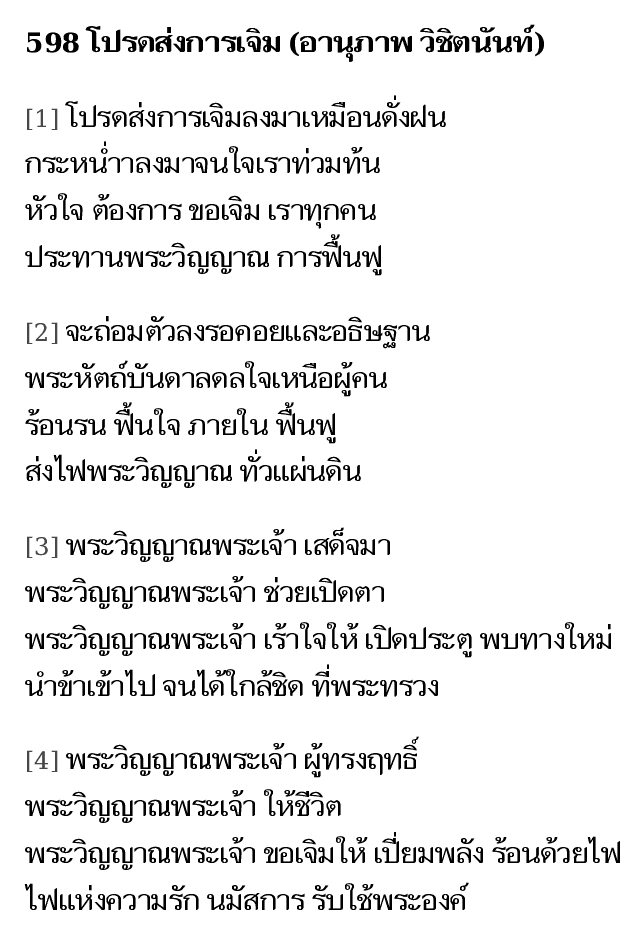 598 โปรดส่งการเจิม (อานุภาพ วิชิตนันท์)
[1] โปรดส่งการเจิมลงมาเหมือนดั่งฝน
กระหน่ำาลงมาจนใจเราท่วมท้น
หัวใจ ต้องการ ขอเจิม เราทุกคน
ประทานพระวิญญาณ การฟื้นฟู
[2] จะถ่อมตัวลงรอคอยและอธิษฐาน
พระหัตถ์บันดาลดลใจเหนือผู้คน
ร้อนรน ฟื้นใจ ภายใน ฟื้นฟู
ส่งไฟพระวิญญาณ ทั่วแผ่นดิน
[3] พระวิญญาณพระเจ้า เสด็จมา
พระวิญญาณพระเจ้า ช่วยเปิดตา
พระวิญญาณพระเจ้า เร้าใจให้ เปิดประตู พบทางใหม่
นำข้าเข้าไป จนได้ใกล้ชิด ที่พระทรวง
[4] พระวิญญาณพระเจ้า ผู้ทรงฤทธิ์
พระวิญญาณพระเจ้า ให้ชีวิต
พระวิญญาณพระเจ้า ขอเจิมให้ เปี่ยมพลัง ร้อนด้วยไฟ
ไฟแห่งความรัก นมัสการ รับใช้พระองค์